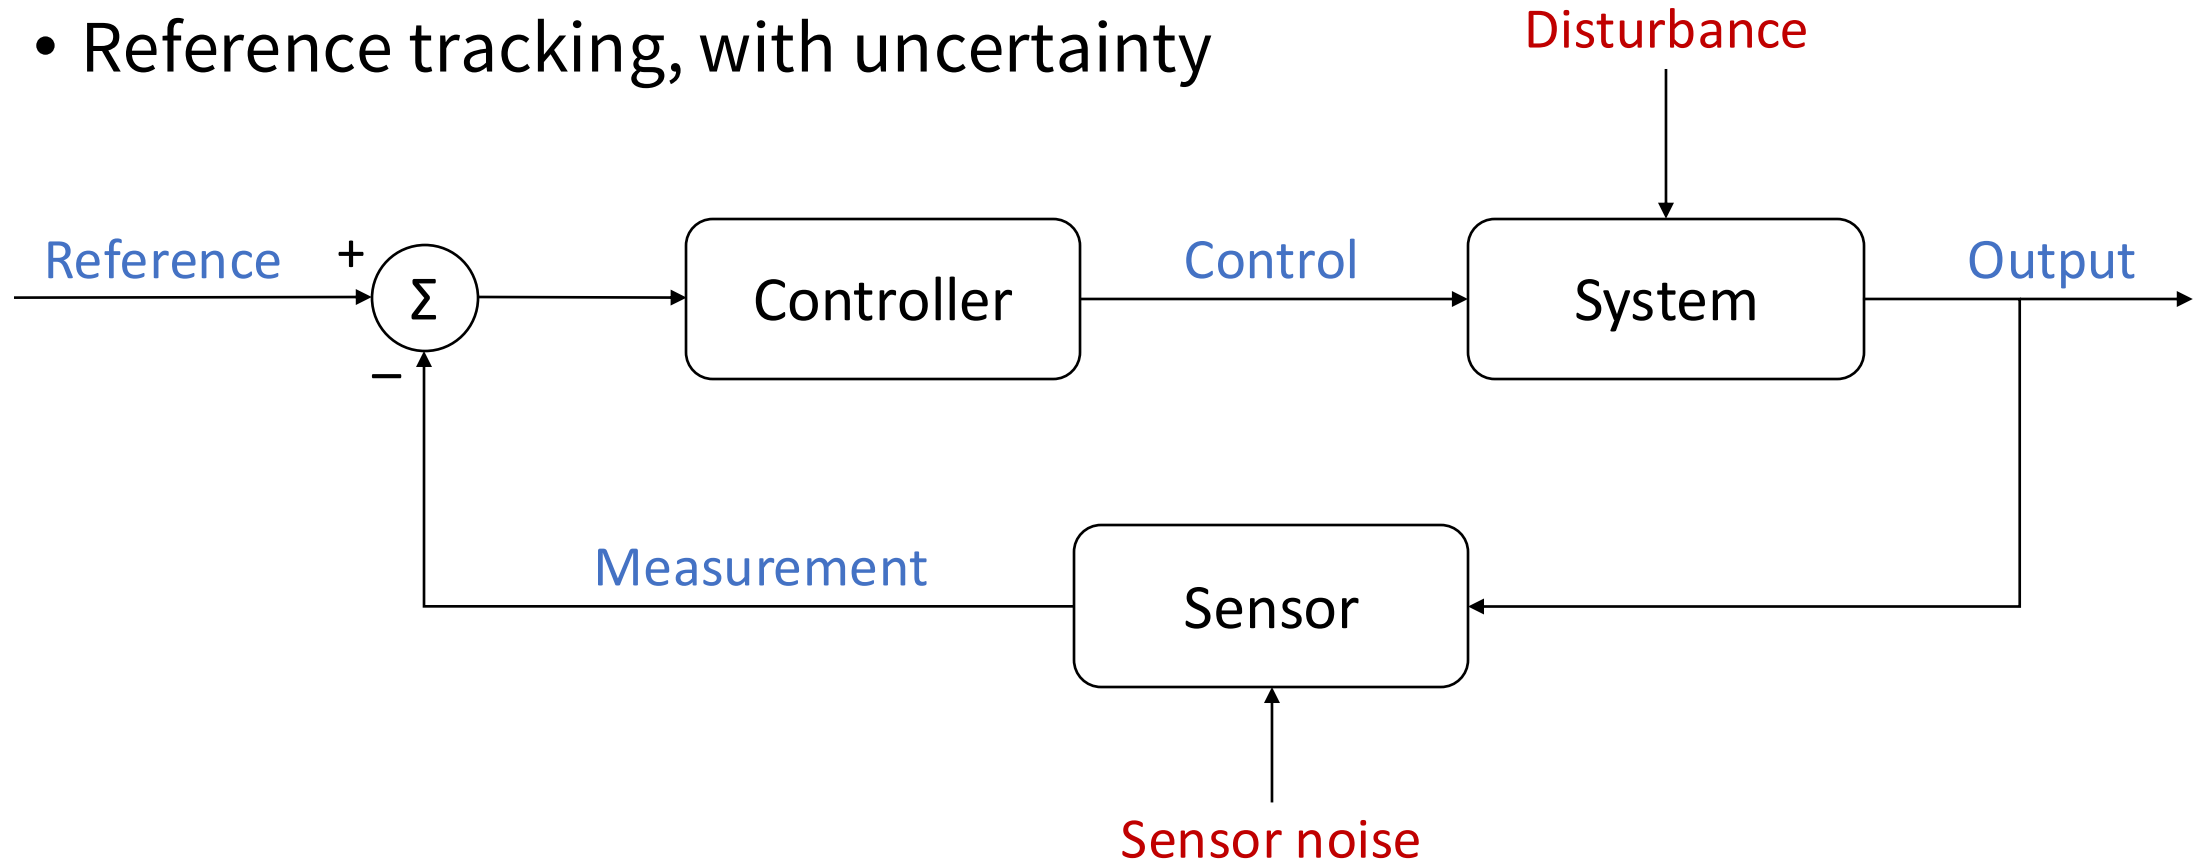 • Reference tracking, with uncertainty
Disturbance
Reference
+
Σ
−
Controller
Control
System
Output
Measurement
Sensor
Sensor noise